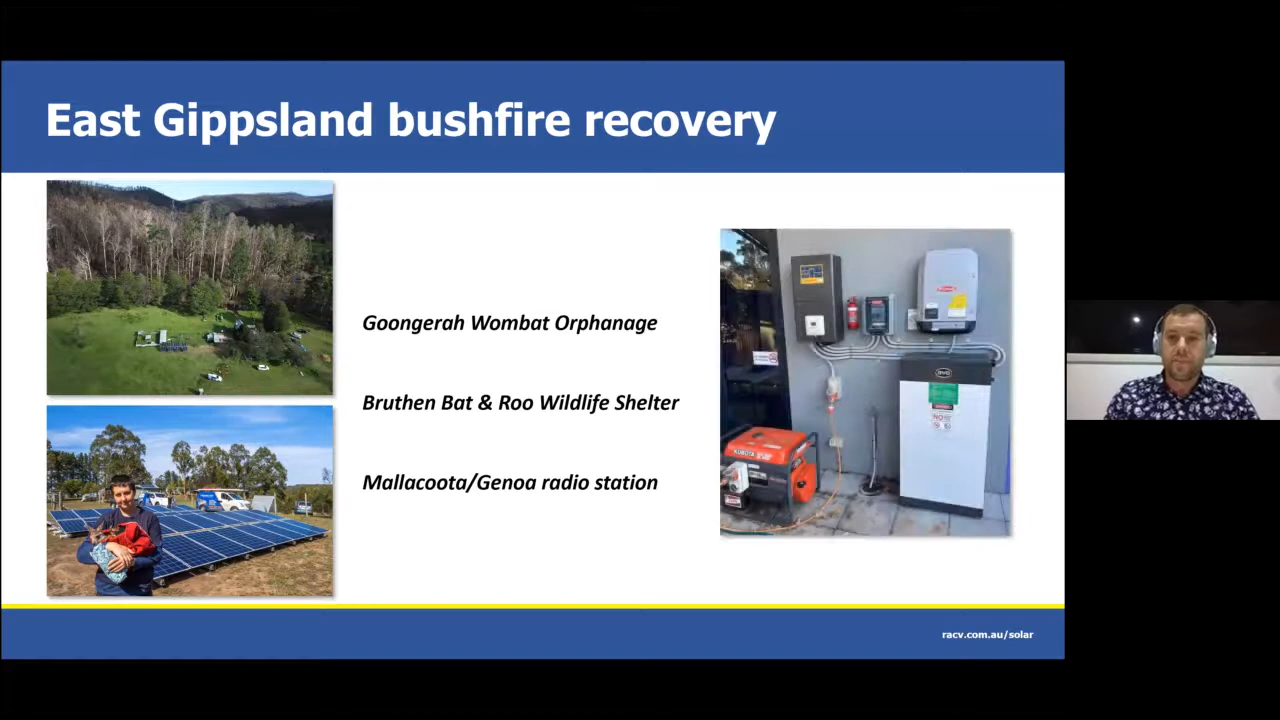 East Gippsland bushfire recovery
Goongerah Wombat Orphanage
Bruthen Bat & Roo Wildlife Shelter
Mallacoota/Genoa radio station
KUBOTA
racv.com.au/solar